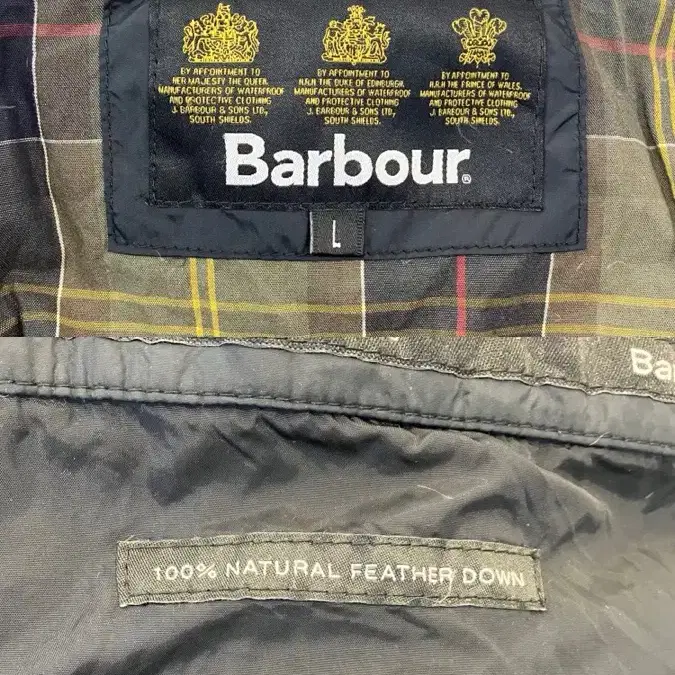 BY APPOINTMENT TO
HER MAJESTY THE QUEEN.
MANUFACTURERS OF WATERPROOF
AND PROTECTIVE CLOTHING
J. BARBOUR & SONS LTD.,
SOUTH SHIELDS.
BY APPOINTMENT TO
H.R.H. THE DUKE OF EDINBURGH.
MANUFACTURERS OF WATERPROOF
AND PROTECTIVE CLOTHING
J. BARBOUR & SONS LTD.,
SOUTH SHIELDS.
BY APPOINTMENT TO
H.R.H. THE PRINCE OF WALES.
MANUFACTURERS OF WATERPROOF
AND PROTECTIVE CLOTHING
J. BARBOUR & SONS LTD.,
SOUTH SHIELDS.
Barbour®
L
Ba
100% NATURAL FEATHER DOWN